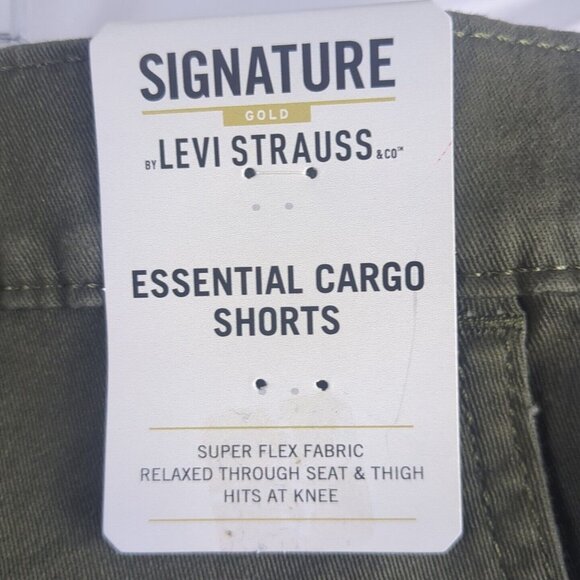 SIGNATURE
GOLD
BY LEVI STRAUSS & CO™
ESSENTIAL CARGO
SHORTS
SUPER FLEX FABRIC
RELAXED THROUGH SEAT & THIGH
HITS AT KNEE